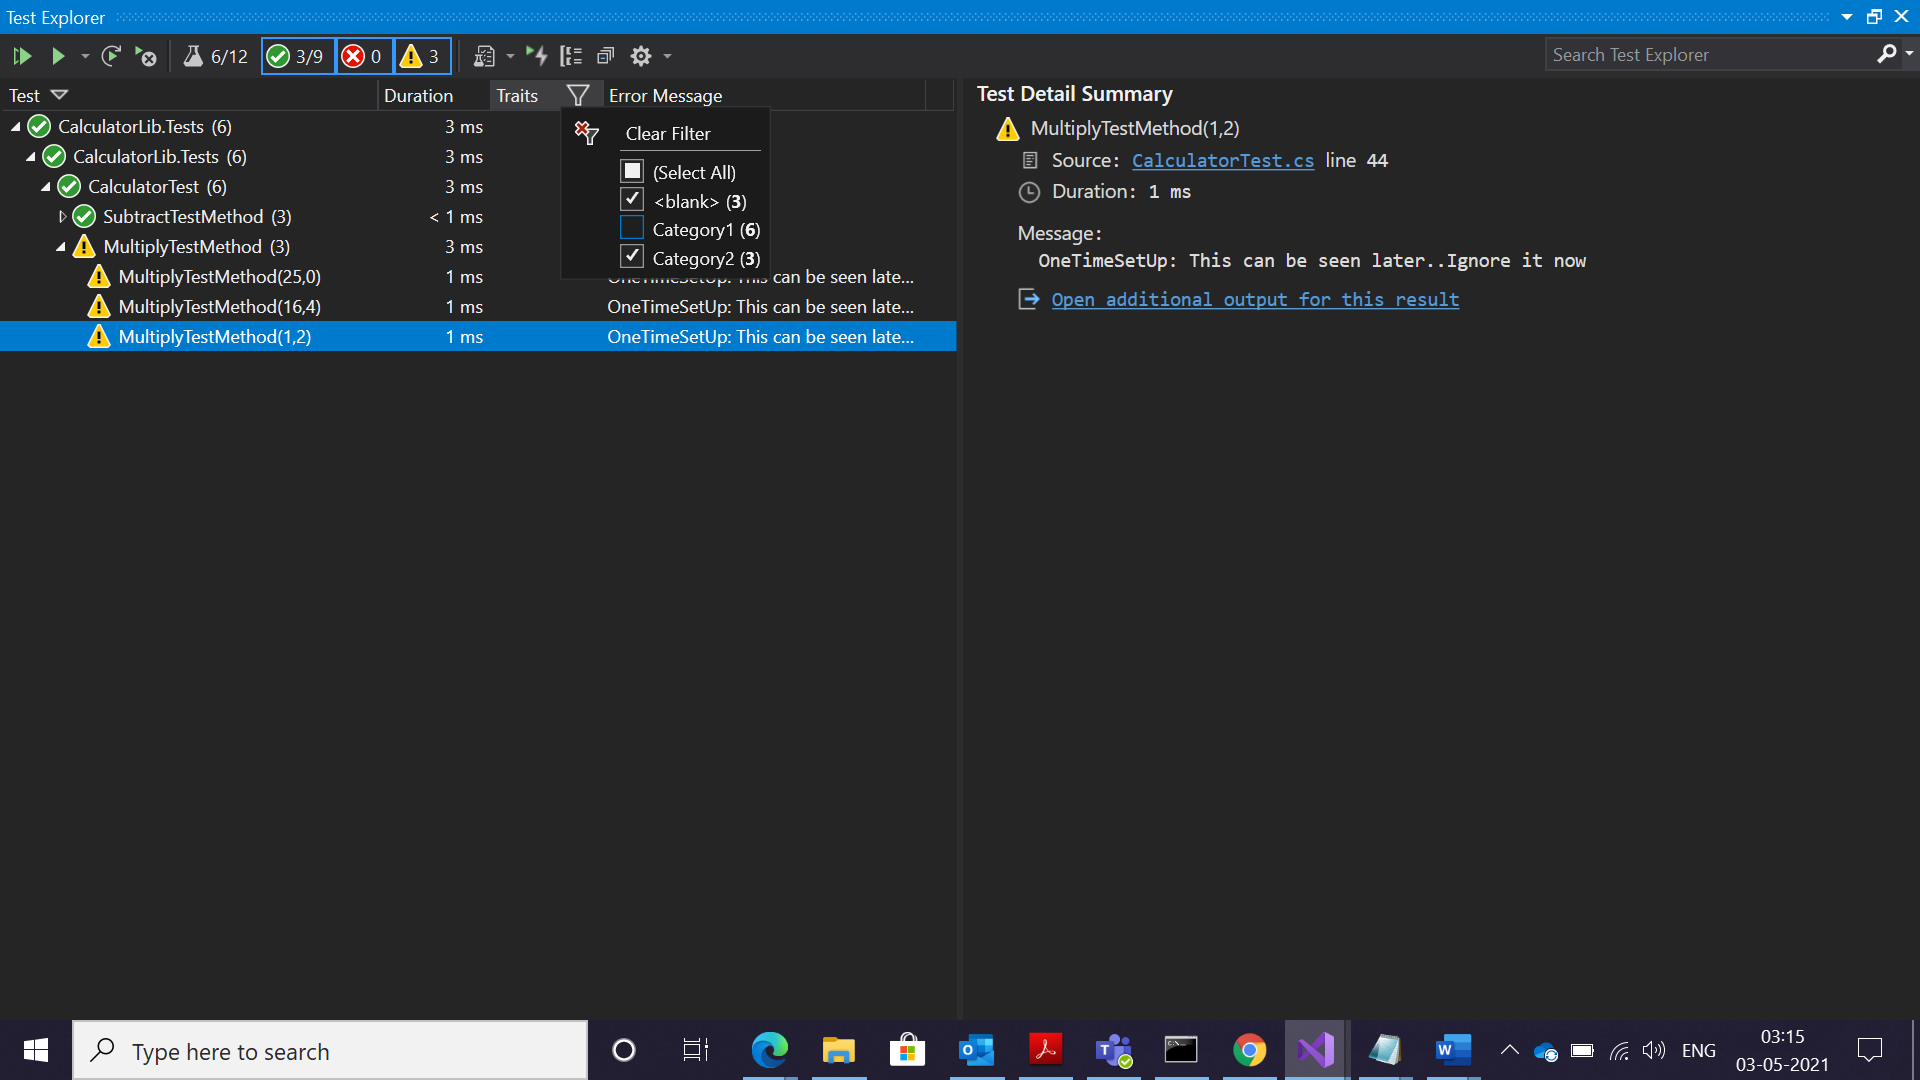 Test Explorer
6/12 3/9 0 3 Search Test Explorer
Test Duration Traits Error Message
CalculatorLib.Tests (6) 3 ms
CalculatorLib.Tests (6) 3 ms
CalculatorTest (6) 3 ms
SubtractTestMethod (3) < 1 ms
MultiplyTestMethod (3) 3 ms
MultiplyTestMethod(25,0) 1 ms OneTimeSetUp: This can be seen late...
MultiplyTestMethod(16,4) 1 ms OneTimeSetUp: This can be seen late...
MultiplyTestMethod(1,2) 1 ms OneTimeSetUp: This can be seen late...
Clear Filter
(Select All)
<blank> (3)
Category1 (6)
Category2 (3)
Test Detail Summary
MultiplyTestMethod(1,2)
Source: CalculatorTest.cs line 44
Duration: 1 ms
Message:
OneTimeSetUp: This can be seen later..Ignore it now
Open additional output for this result
Type here to search
ENG
03:15
03-05-2021